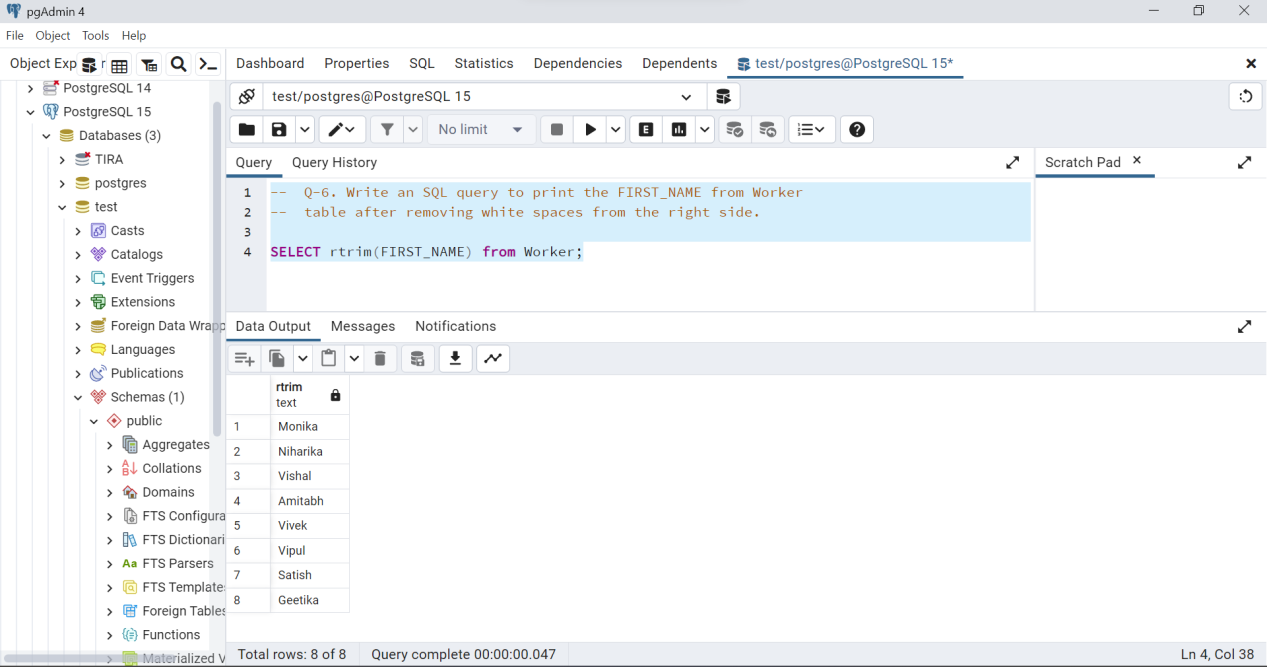 pgAdmin 4
File Object Tools Help
Object Exp r
PostgreSQL 14
PostgreSQL 15
Databases (3)
TIRA
postgres
test
Casts
Catalogs
Event Triggers
Extensions
Foreign Data Wrapp
Languages
Publications
Schemas (1)
public
Aggregates
Collations
Domains
FTS Configura
FTS Dictionari
Aa FTS Parsers
FTS Template
Foreign Tables
Functions
Materialized V
Dashboard Properties SQL Statistics Dependencies Dependents test/postgres@PostgreSQL 15*
test/postgres@PostgreSQL 15
No limit
E
Query Query History
Scratch Pad
1 -- Q-6. Write an SQL query to print the FIRST_NAME from Worker
2 -- table after removing white spaces from the right side.
3
4 SELECT rtrim(FIRST_NAME) from Worker;
Data Output Messages Notifications
rtrim
text
1 Monika
2 Niharika
3 Vishal
4 Amitabh
5 Vivek
6 Vipul
7 Satish
8 Geetika
Total rows: 8 of 8 Query complete 00:00:00.047 Ln 4, Col 38